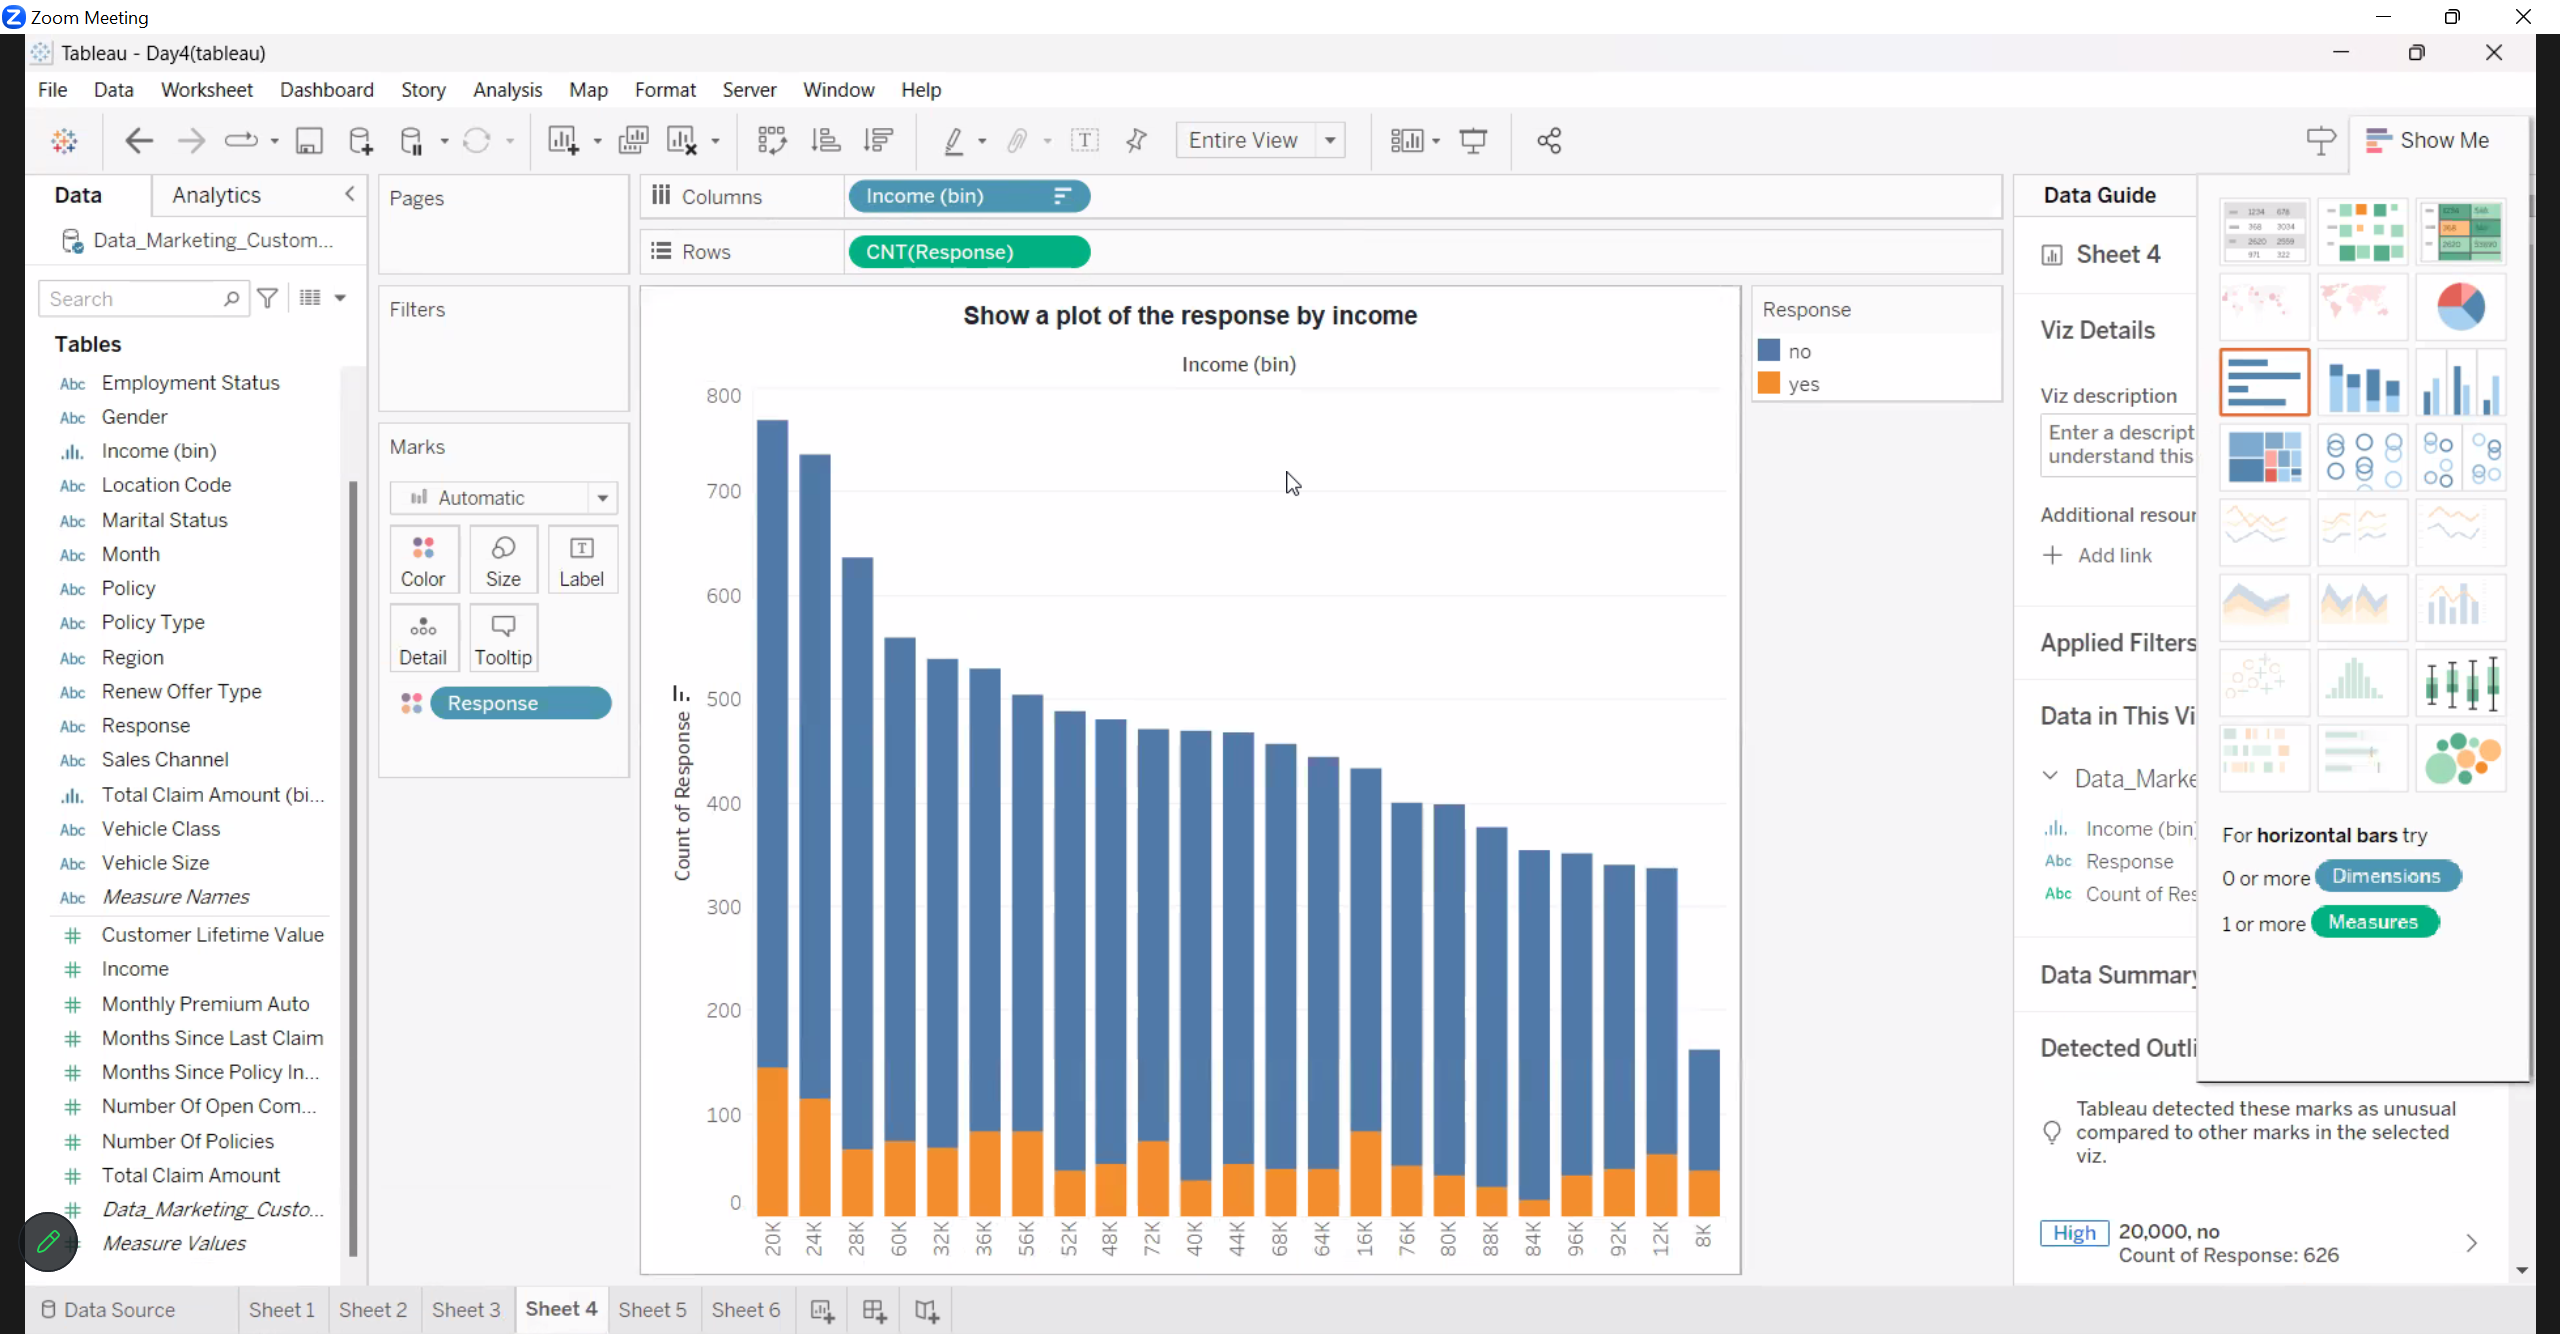 Zoom Meeting
Tableau - Day4(tableau)
File Data Worksheet Dashboard Story Analysis Map Format Server Window Help
Entire View
Show Me
Data Analytics
Data_Marketing_Custom...
Search
Tables
Abc Employment Status
Abc Gender
Income (bin)
Abc Location Code
Abc Marital Status
Abc Month
Abc Policy
Abc Policy Type
Abc Region
Abc Renew Offer Type
Abc Response
Abc Sales Channel
Total Claim Amount (bi...
Abc Vehicle Class
Abc Vehicle Size
Abc Measure Names
# Customer Lifetime Value
# Income
# Monthly Premium Auto
# Months Since Last Claim
# Months Since Policy In...
# Number Of Open Com...
# Number Of Policies
# Total Claim Amount
# Data_Marketing_Custo...
# Measure Values
Pages
Filters
Marks
Automatic
Color Size Label
Detail Tooltip
Response
Columns Income (bin)
Rows CNT(Response)
Show a plot of the response by income
Income (bin)
Count of Response
800
700
600
500
400
300
200
100
0
20K 24K 28K 60K 32K 36K 56K 52K 48K 72K 40K 44K 68K 64K 16K 76K 80K 88K 84K 96K 92K 12K 8K
Response
no
yes
Data Guide
Sheet 4
Viz Details
Viz description
Enter a descript
understand this
Additional resour
+ Add link
Applied Filters
Data in This Vi
Data_Marke
Income (bin)
Abc Response
Abc Count of Res
Data Summary
Detected Outli
Tableau detected these marks as unusual
compared to other marks in the selected
viz.
High 20,000, no
Count of Response: 626
For horizontal bars try
0 or more Dimensions
1 or more Measures
Data Source Sheet 1 Sheet 2 Sheet 3 Sheet 4 Sheet 5 Sheet 6